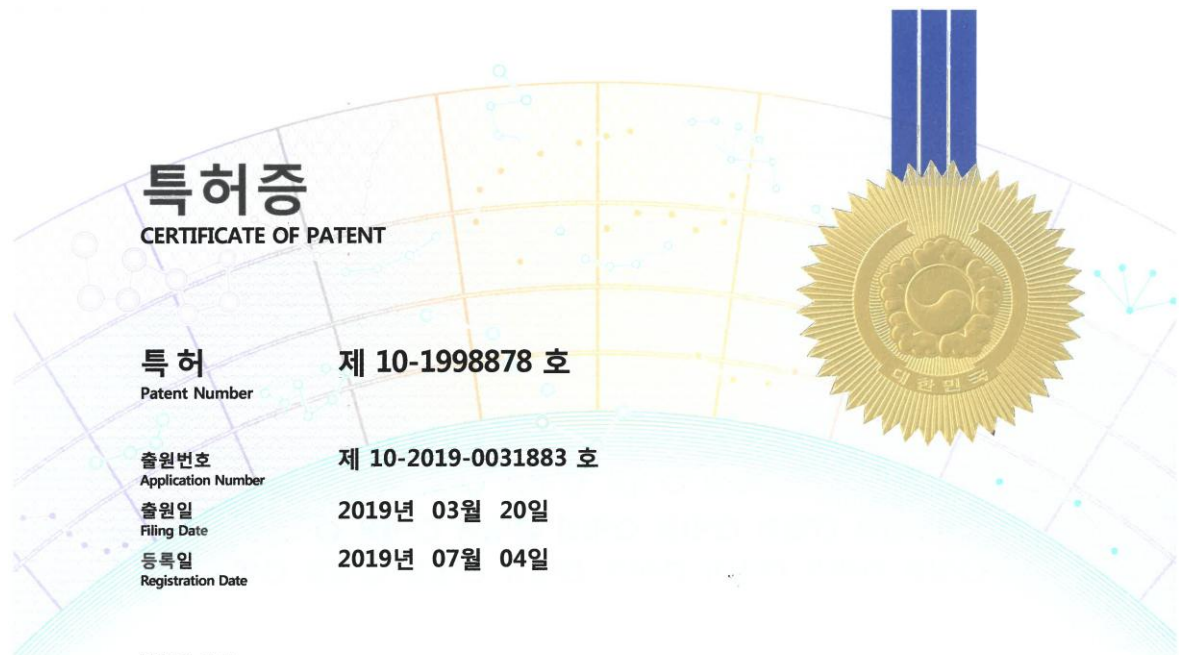 특허증
CERTIFICATE OF PATENT
특 허 제 10-1998878 호
Patent Number
출원번호 제 10-2019-0031883 호
Application Number
출원일 2019년 03월 20일
Filing Date
등록일 2019년 07월 04일
Registration Date
대한민국